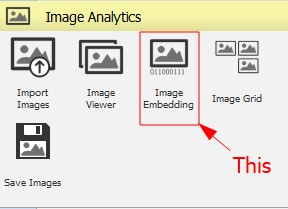 Image Analytics
Import
Images
Image
Viewer
Image
Embedding
Image Grid
011000111
This
Save Images